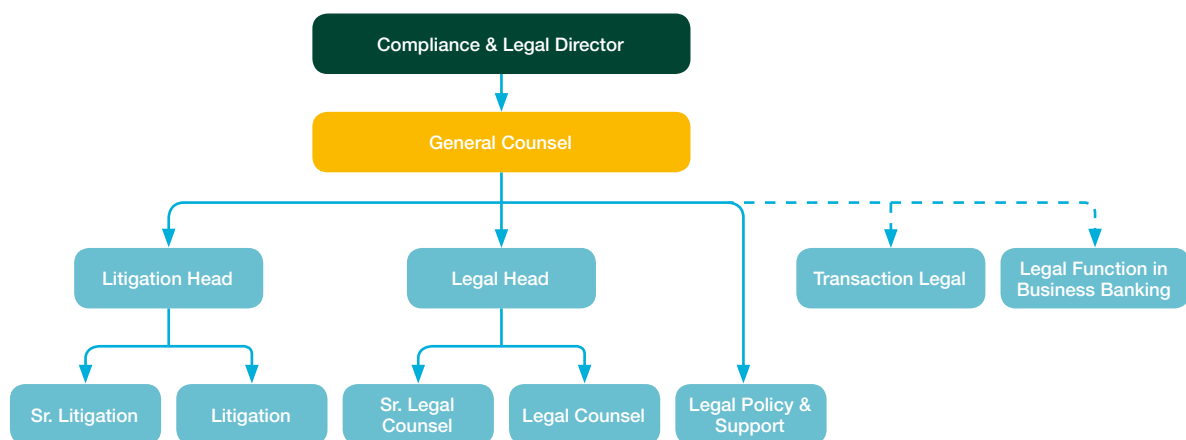 Compliance & Legal Director
General Counsel
Litigation Head
Legal Head
Transaction Legal
Legal Function in
Business Banking
Sr. Litigation
Litigation
Sr. Legal
Counsel
Legal Counsel
Legal Policy &
Support